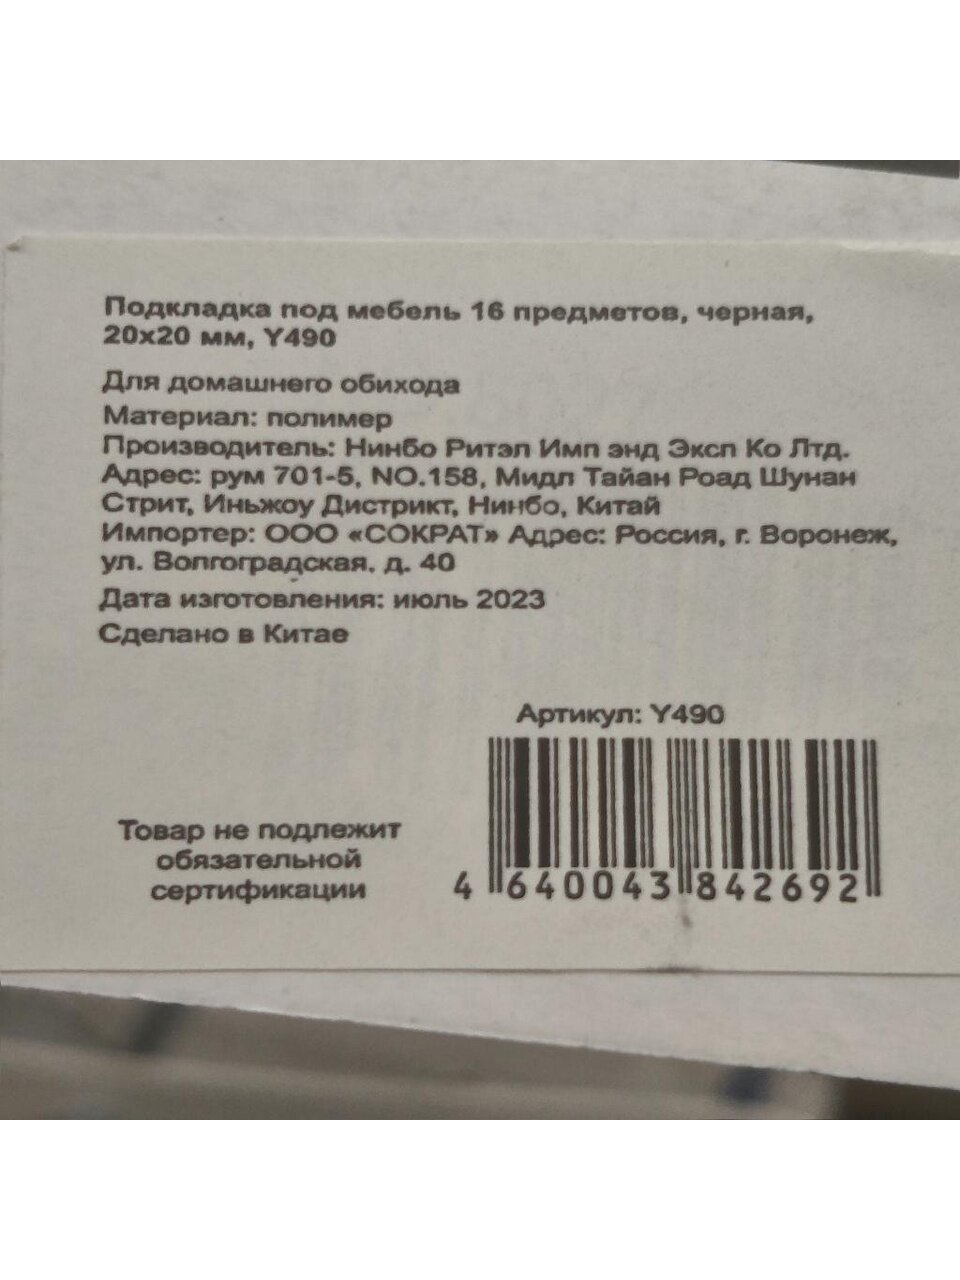 Подкладка под мебель 16 предметов, черная,
20х20 мм, Y490
Для домашнего обихода
Материал: полимер
Производитель: Нинбо Ритэл Имп энд Эксп Ко Лтд.
Адрес: рум 701-5, NO.158, Мидл Тайан Роад Шунан
Стрит, Иньжоу Дистрикт, Нинбо, Китай
Импортер: ООО «СОКРАТ» Адрес: Россия, г. Воронеж,
ул. Волгоградская, д. 40
Дата изготовления: июль 2023
Сделано в Китае
Артикул: Y490
Товар не подлежит
обязательной
сертификации
4 640043 842692